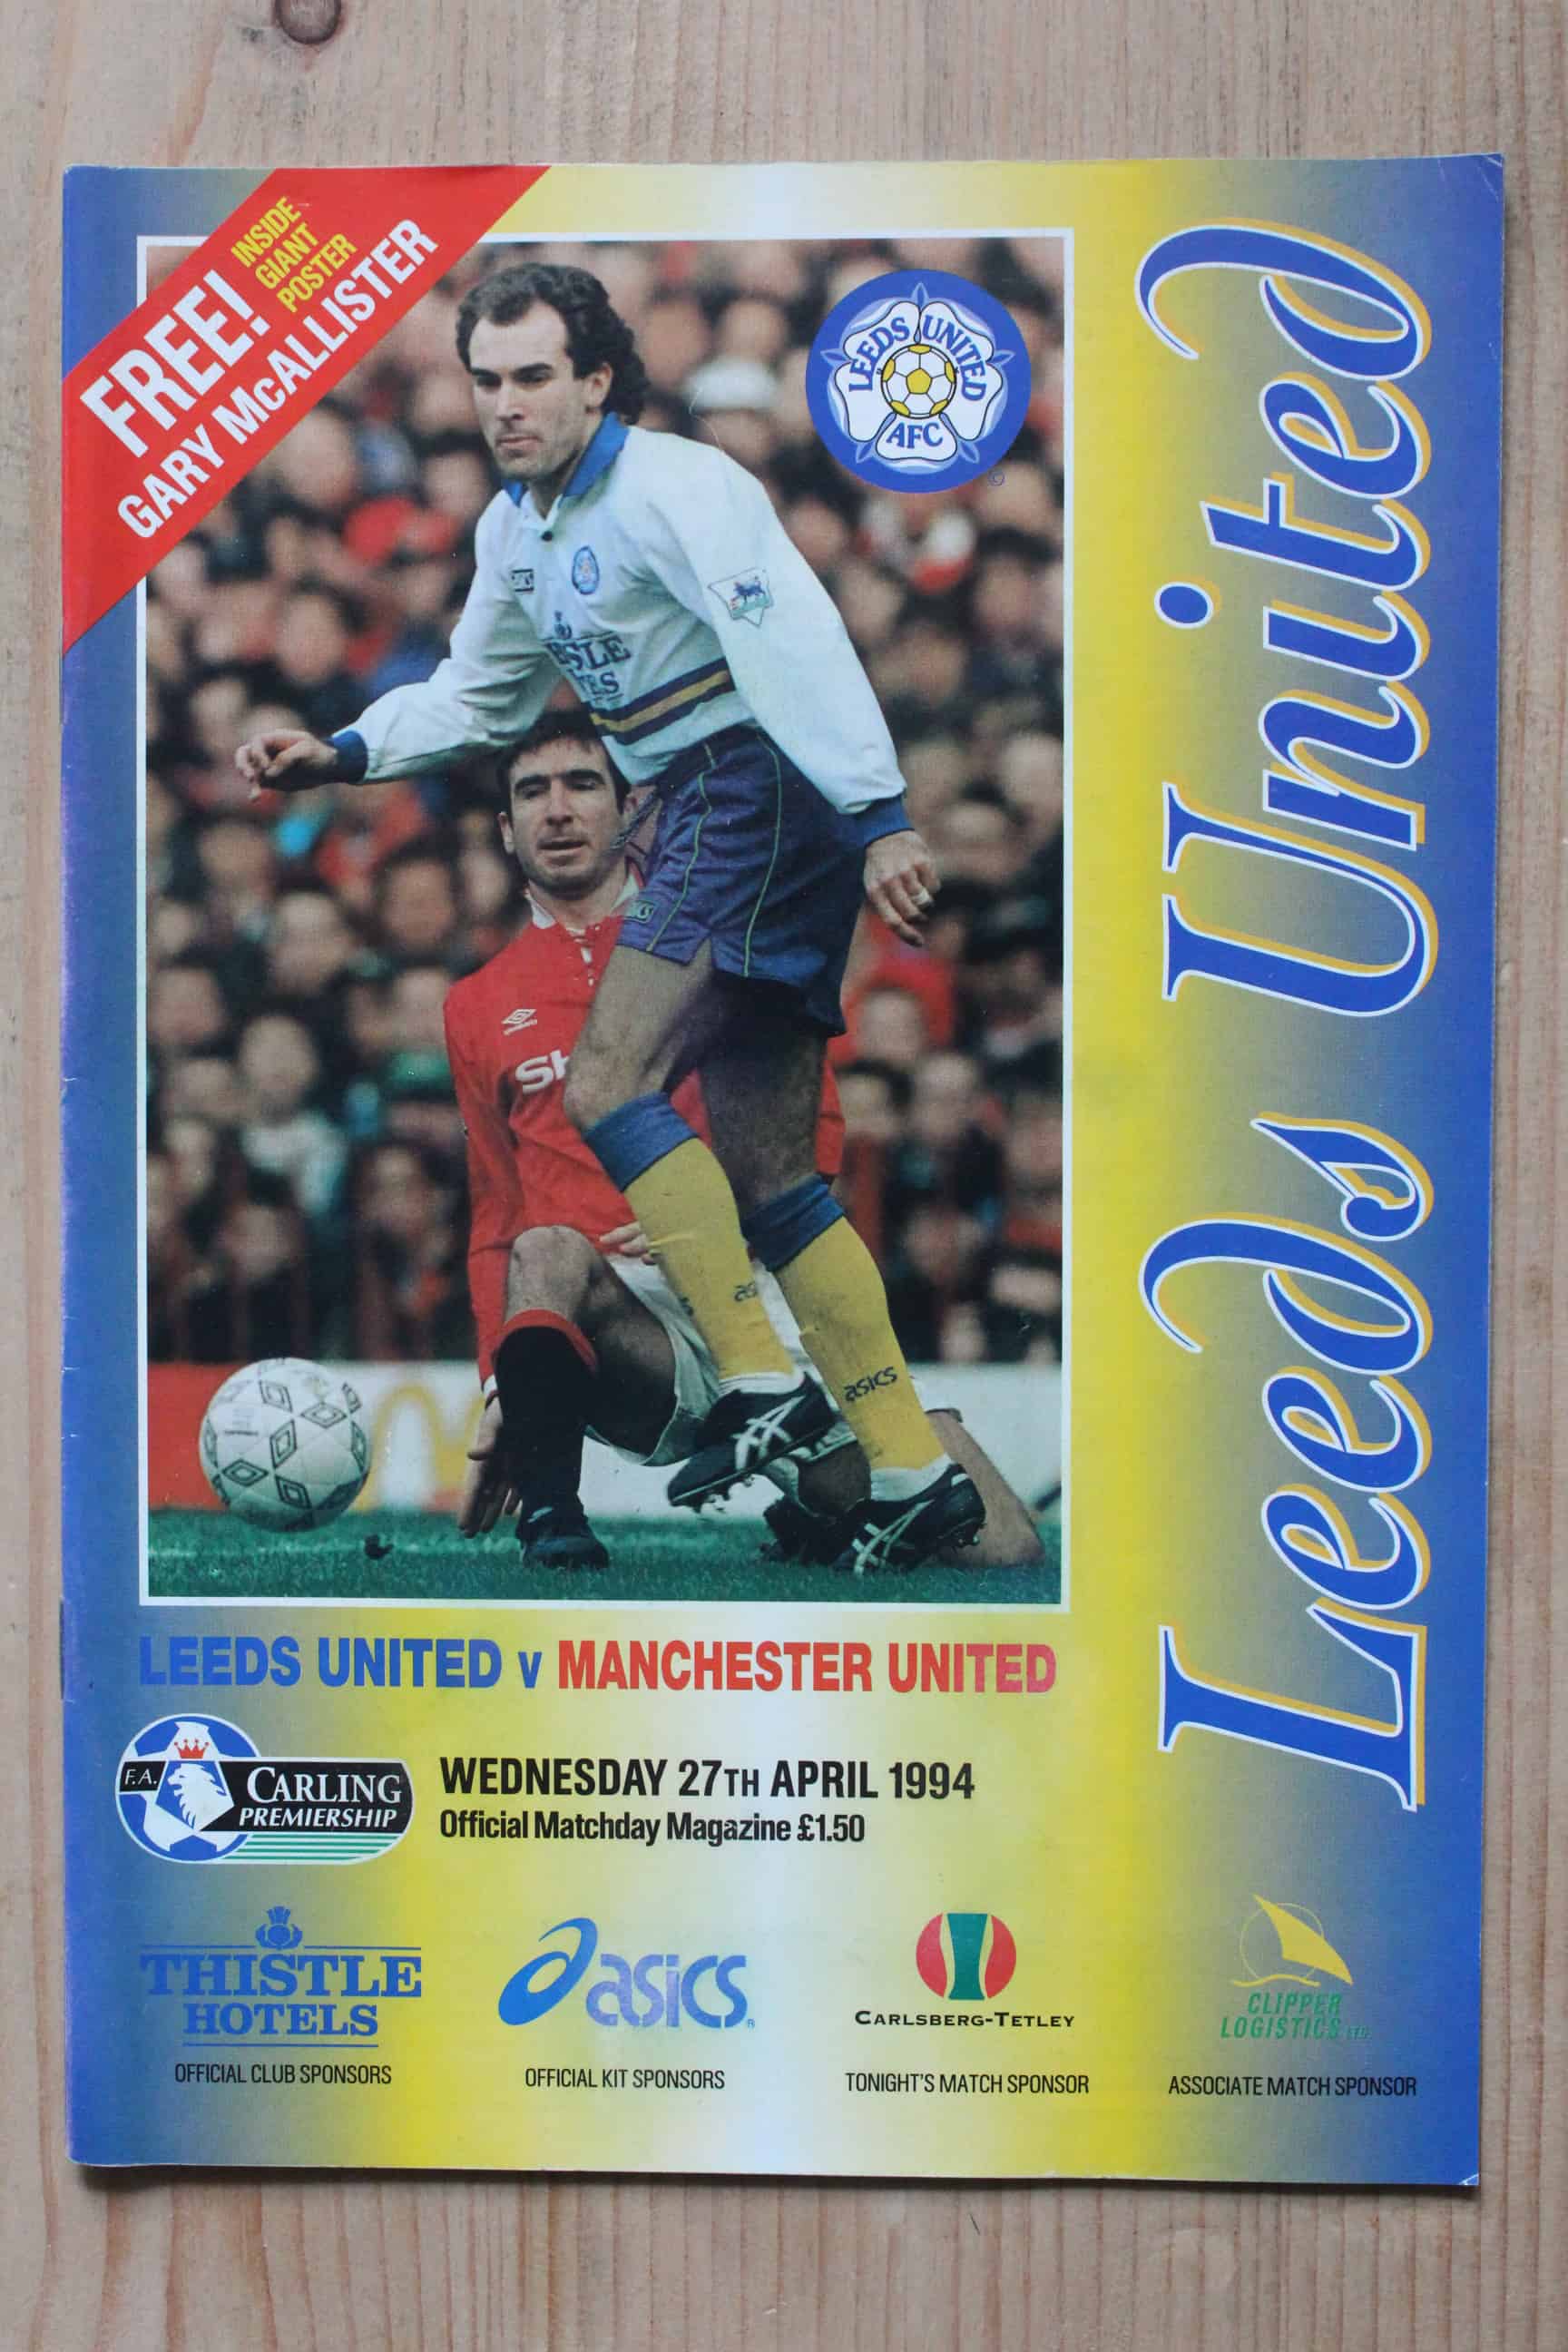 FREE!
INSIDE
GIANT
POSTER
GARY McALLISTER
LEEDS UNITED
AFC
©
asics
asics
LEEDS UNITED v MANCHESTER UNITED
F.A. CARLING
PREMIERSHIP
WEDNESDAY 27TH APRIL 1994
Official Matchday Magazine £1.50
THISTLE
HOTELS
OFFICIAL CLUB SPONSORS
asics®
OFFICIAL KIT SPONSORS
CARLSBERG-TETLEY
TONIGHT'S MATCH SPONSOR
CLIPPER
LOGISTICS LTD.
ASSOCIATE MATCH SPONSOR
Leeds United